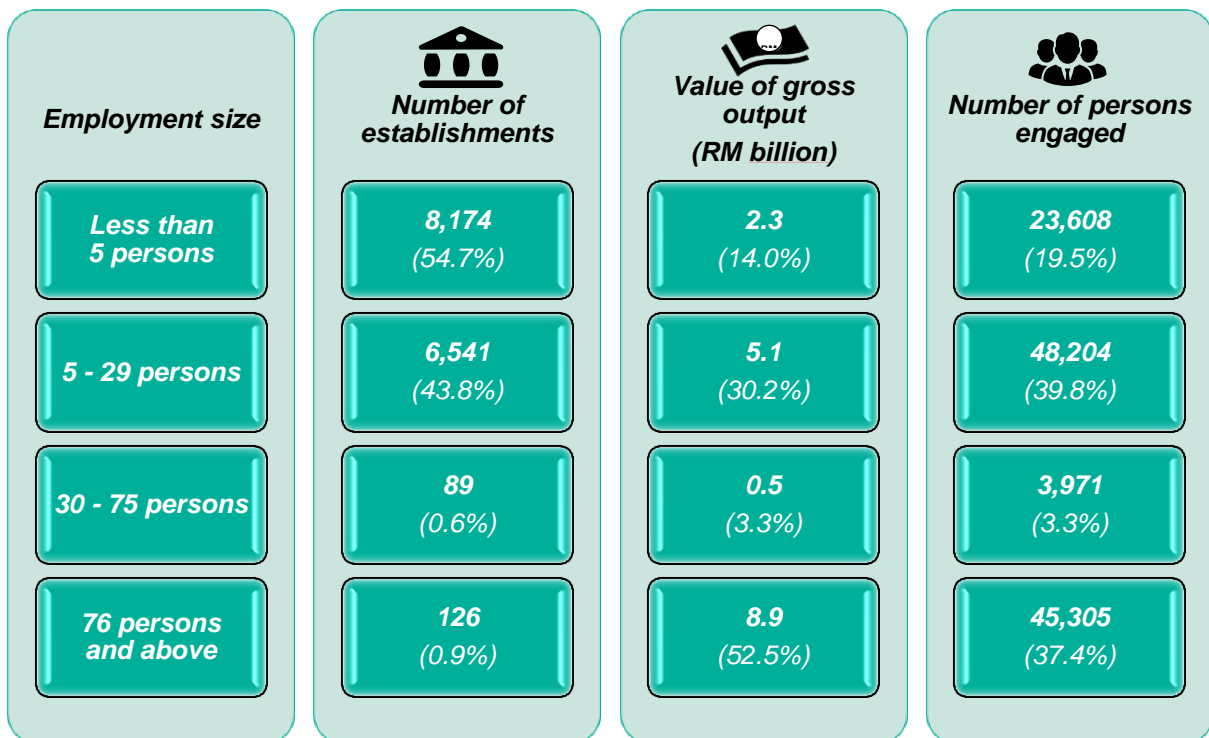 Employment size
Number of
establishments
Value of gross
output
(RM billion)
Number of persons
engaged
Less than
5 persons
8,174
(54.7%)
2.3
(14.0%)
23,608
(19.5%)
5 - 29 persons
6,541
(43.8%)
5.1
(30.2%)
48,204
(39.8%)
30 - 75 persons
89
(0.6%)
0.5
(3.3%)
3,971
(3.3%)
76 persons
and above
126
(0.9%)
8.9
(52.5%)
45,305
(37.4%)